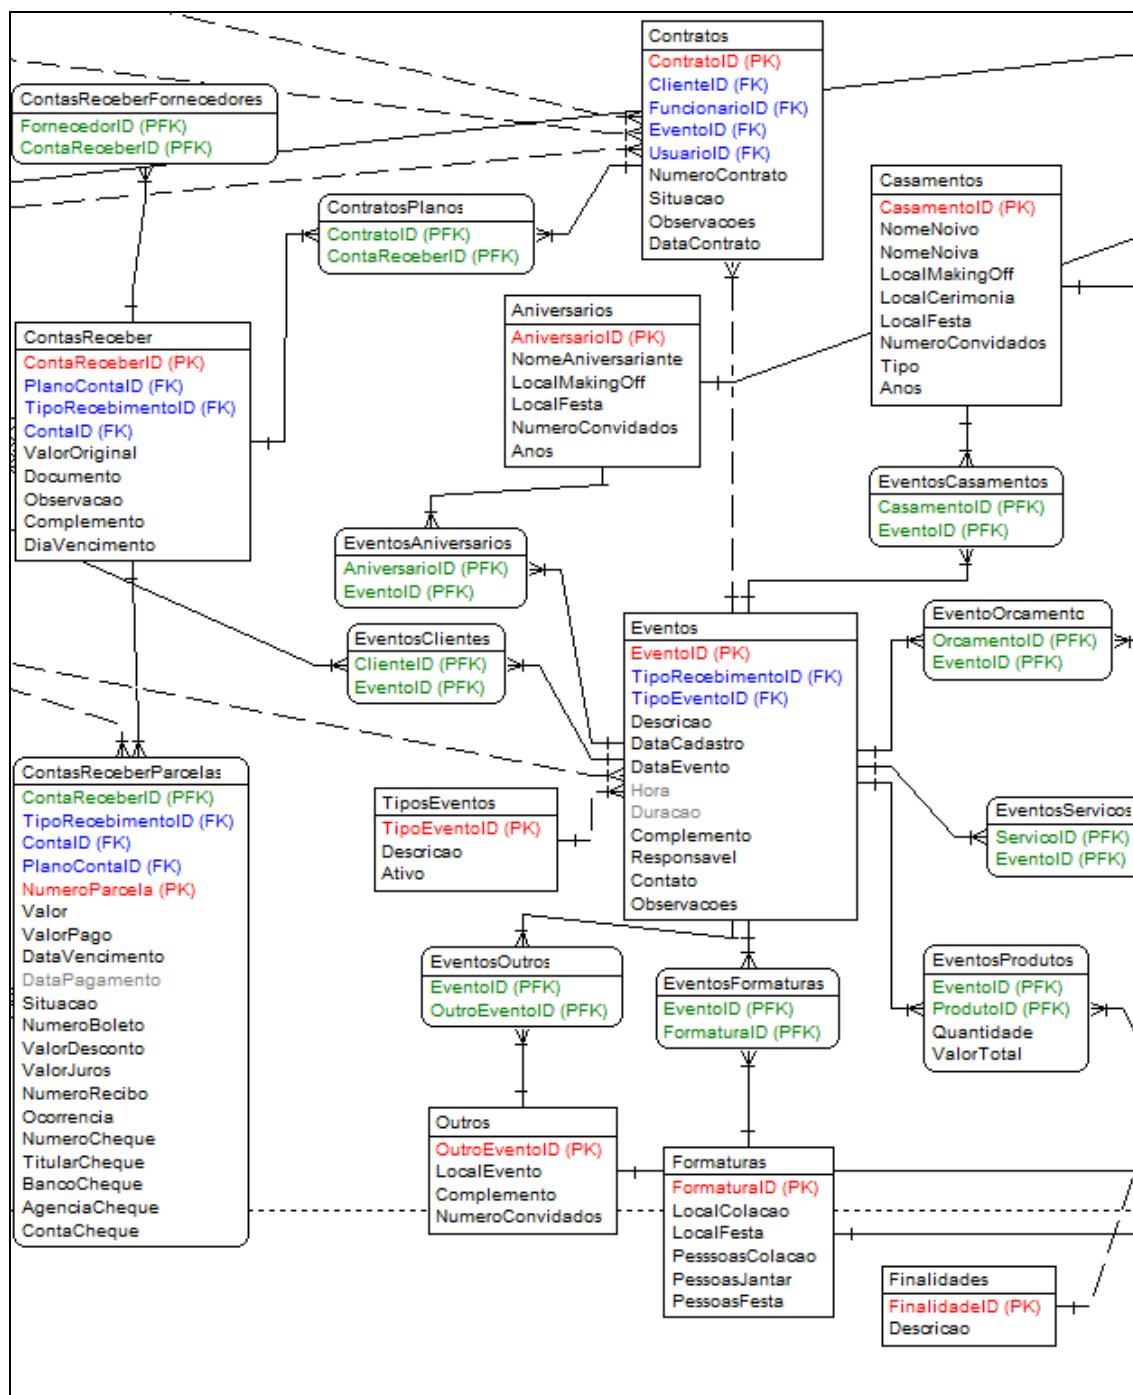 Contratos
ContratoID (PK)
ClienteID (FK)
FuncionarioID (FK)
EventoID (FK)
UsuarioID (FK)
NumeroContrato
Situacao
Observacoes
DataContrato
ContasReceberFornecedores
FornecedorID (PFK)
ContaReceberID (PFK)
ContratosPlanos
ContratoID (PFK)
ContaReceberID (PFK)
Casamentos
CasamentoID (PK)
NomeNoivo
NomeNoiva
LocalMakingOff
LocalCerimonia
LocalFesta
NumeroConvidados
Tipo
Anos
Aniversarios
AniversarioID (PK)
NomeAniversariante
LocalMakingOff
LocalFesta
NumeroConvidados
Anos
ContasReceber
ContaReceberID (PK)
PlanoContaID (FK)
TipoRecebimentoID (FK)
ContaID (FK)
ValorOriginal
Documento
Observacao
Complemento
DiaVencimento
EventosCasamentos
CasamentoID (PFK)
EventoID (PFK)
EventosAniversarios
AniversarioID (PFK)
EventoID (PFK)
EventosClientes
ClienteID (PFK)
EventoID (PFK)
Eventos
EventoID (PK)
TipoRecebimentoID (FK)
TipoEventoID (FK)
Descricao
DataCadastro
DataEvento
Hora
Duracao
Complemento
Responsavel
Contato
Observacoes
EventoOrcamento
OrcamentoID (PFK)
EventoID (PFK)
ContasReceberParcelas
ContaReceberID (PFK)
TipoRecebimentoID (FK)
ContaID (FK)
PlanoContaID (FK)
NumeroParcela (PK)
Valor
ValorPago
DataVencimento
DataPagamento
Situacao
NumeroBoleto
ValorDesconto
ValorJuros
NumeroRecibo
Ocorrencia
NumeroCheque
TitularCheque
BancoCheque
AgenciaCheque
ContaCheque
TiposEventos
TipoEventoID (PK)
Descricao
Ativo
EventosServicos
ServicoID (PFK)
EventoID (PFK)
EventosOutros
EventoID (PFK)
OutroEventoID (PFK)
EventosFormaturas
EventoID (PFK)
FormaturaID (PFK)
EventosProdutos
EventoID (PFK)
ProdutoID (PFK)
Quantidade
ValorTotal
Outros
OutroEventoID (PK)
LocalEvento
Complemento
NumeroConvidados
Formaturas
FormaturaID (PK)
LocalColacao
LocalFesta
PesssoasColacao
PessoasJantar
PessoasFesta
Finalidades
FinalidadeID (PK)
Descricao